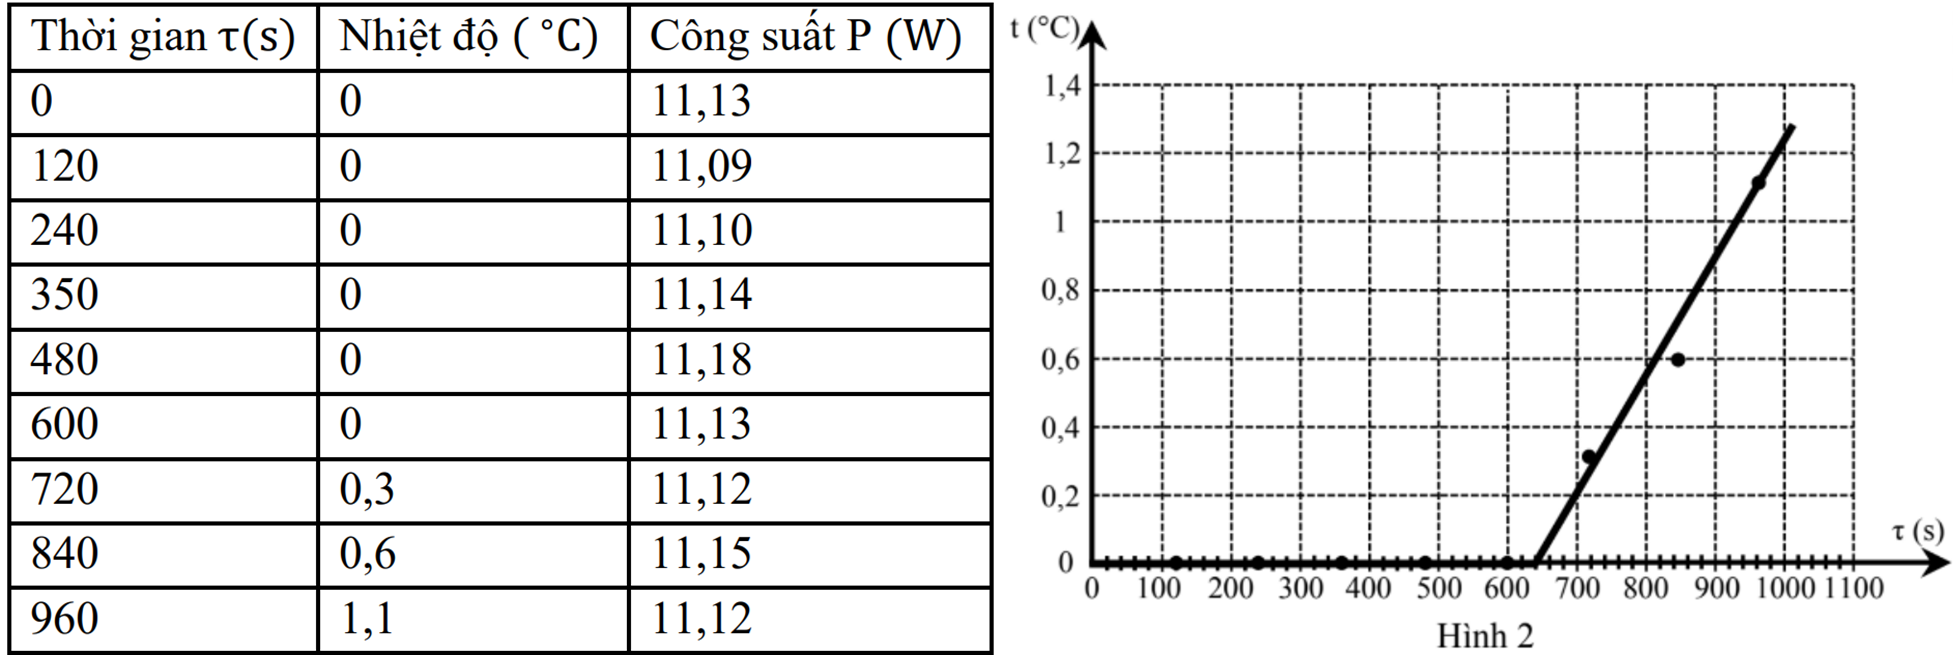 Thời gian τ(s) Nhiệt độ ( °C) Công suất P (W)
0 0 11,13
120 0 11,09
240 0 11,10
350 0 11,14
480 0 11,18
600 0 11,13
720 0,3 11,12
840 0,6 11,15
960 1,1 11,12
t (°C)
1,4
1,2
1
0,8
0,6
0,4
0,2
0
τ (s)
0 100 200 300 400 500 600 700 800 900 1000 1100
Hình 2